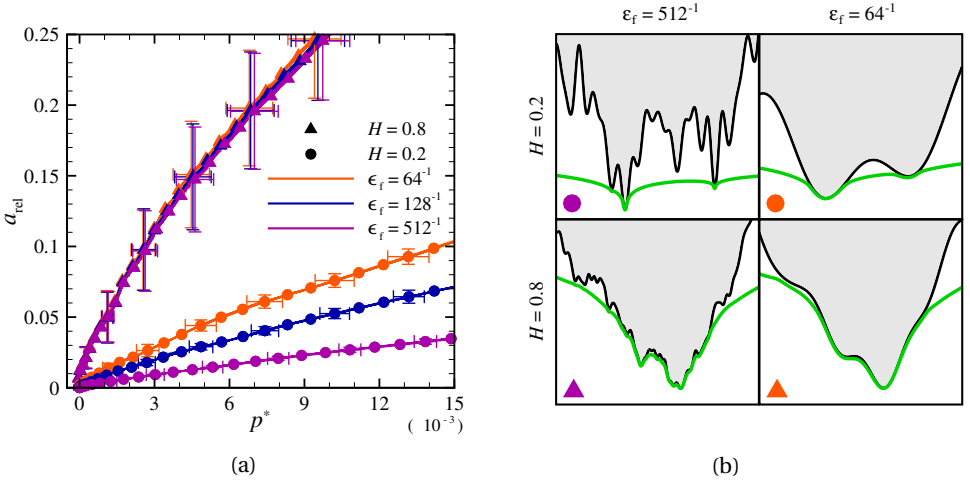 0.25
0.2
0.15
0.1
0.05
0
a_rel
0 3 6 9 12 15
p*
( 10⁻³)
H = 0.8
H = 0.2
ϵ_f = 64⁻¹
ϵ_f = 128⁻¹
ϵ_f = 512⁻¹
(a)
ε_f = 512⁻¹ ε_f = 64⁻¹
H = 0.2
H = 0.8
(b)